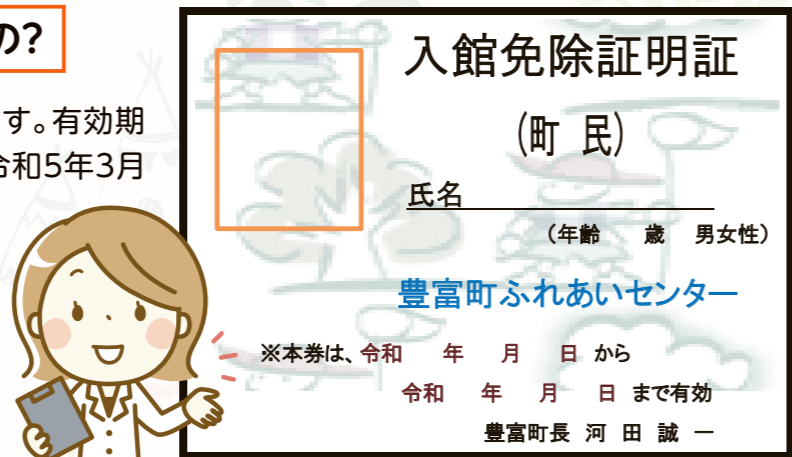 の?
す。有効期
令和5年3月
入館免除証明証
(町 民)
氏名
(年齢 歳 男女性)
豊富町ふれあいセンター
※本券は、令和 年 月 日 から
令和 年 月 日 まで有効
豊富町長 河 田 誠 一